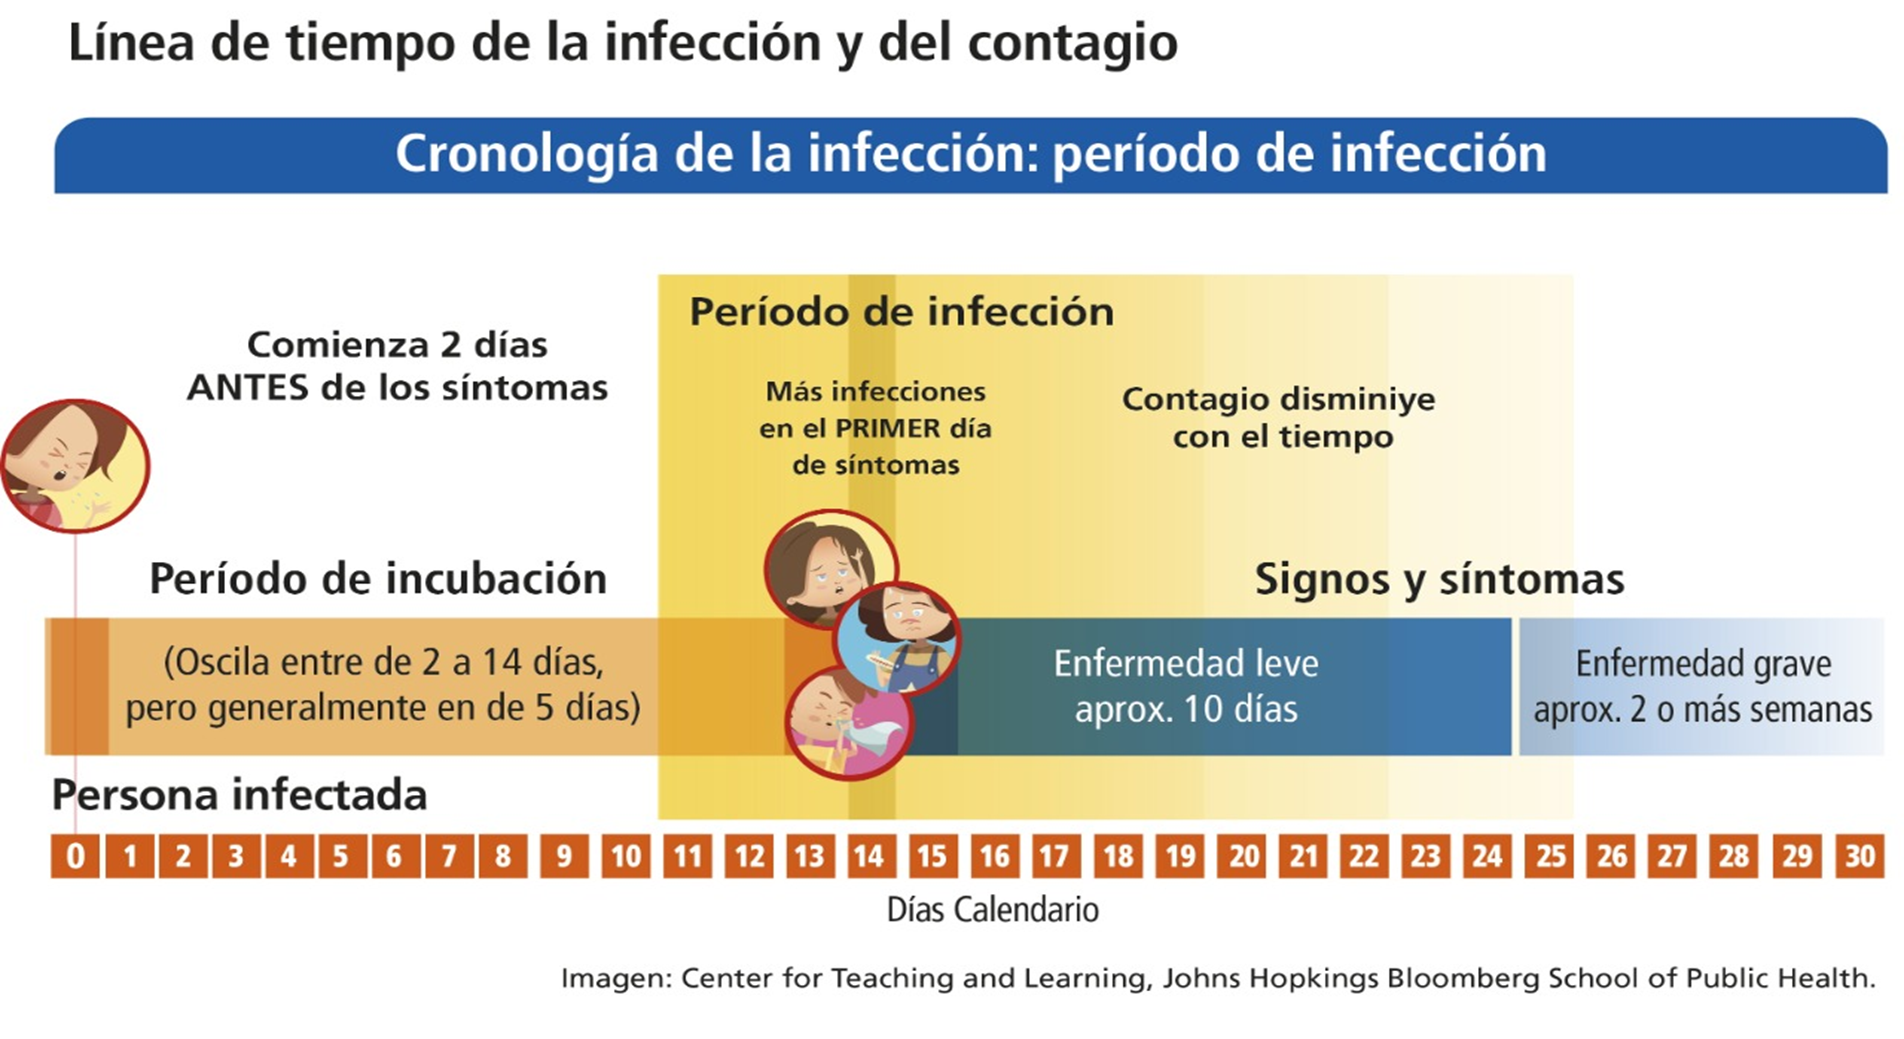 Línea de tiempo de la infección y del contagio
Cronología de la infección: período de infección
Comienza 2 días
ANTES de los síntomas
Período de infección
Más infecciones
en el PRIMER día
de síntomas
Contagio disminiye
con el tiempo
Período de incubación
(Oscila entre de 2 a 14 días,
pero generalmente en de 5 días)
Signos y síntomas
Enfermedad leve
aprox. 10 días
Enfermedad grave
aprox. 2 o más semanas
Persona infectada
0 1 2 3 4 5 6 7 8 9 10 11 12 13 14 15 16 17 18 19 20 21 22 23 24 25 26 27 28 29 30
Días Calendario
Imagen: Center for Teaching and Learning, Johns Hopkings Bloomberg School of Public Health.